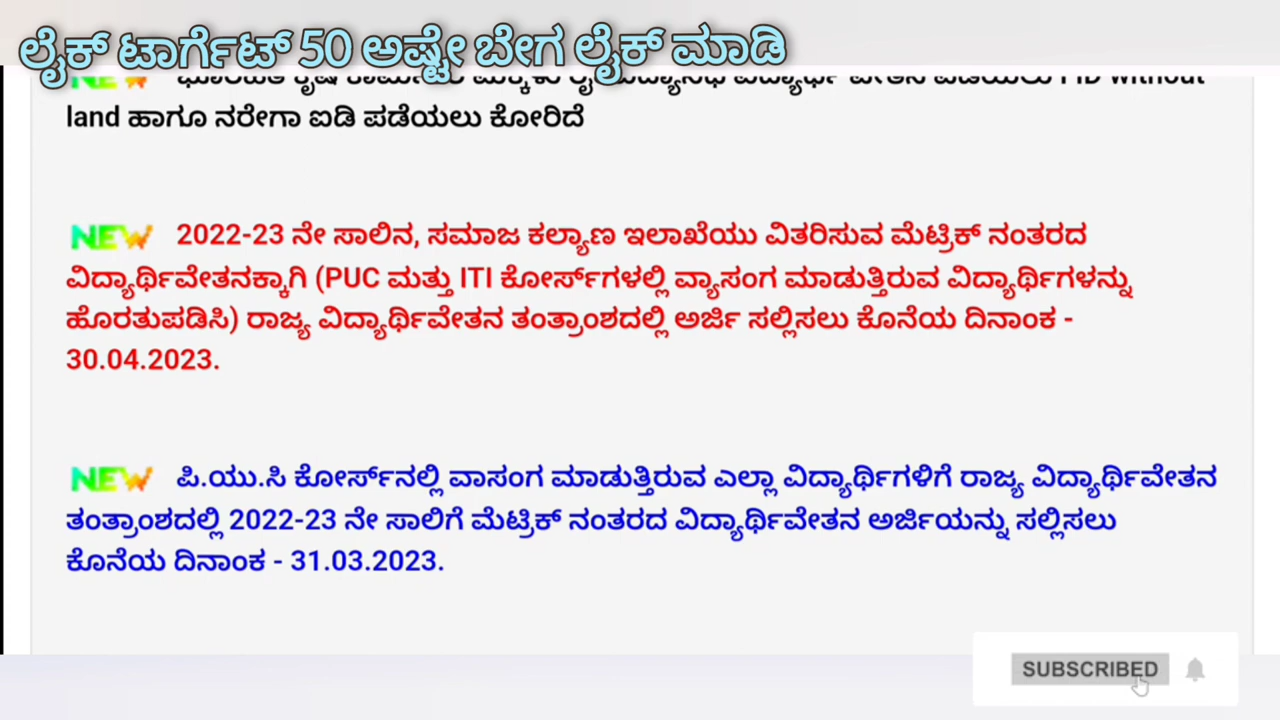 ಲೈಕ್ ಟಾರ್ಗೆಟ್ 50 ಅಷ್ಟೇ ಬೇಗ ಲೈಕ್ ಮಾಡಿ
without
land ಹಾಗೂ ನರೇಗಾ ಐಡಿ ಪಡೆಯಲು ಕೋರಿದೆ
NEW 2022-23 ನೇ ಸಾಲಿನ, ಸಮಾಜ ಕಲ್ಯಾಣ ಇಲಾಖೆಯು ವಿತರಿಸುವ ಮೆಟ್ರಿಕ್ ನಂತರದ
ವಿದ್ಯಾರ್ಥಿವೇತನಕ್ಕಾಗಿ (PUC ಮತ್ತು ITI ಕೋರ್ಸ್‌ಗಳಲ್ಲಿ ವ್ಯಾಸಂಗ ಮಾಡುತ್ತಿರುವ ವಿದ್ಯಾರ್ಥಿಗಳನ್ನು
ಹೊರತುಪಡಿಸಿ) ರಾಜ್ಯ ವಿದ್ಯಾರ್ಥಿವೇತನ ತಂತ್ರಾಂಶದಲ್ಲಿ ಅರ್ಜಿ ಸಲ್ಲಿಸಲು ಕೊನೆಯ ದಿನಾಂಕ -
30.04.2023.
NEW ಪಿ.ಯು.ಸಿ ಕೋರ್ಸ್‌ನಲ್ಲಿ ವಾಸಂಗ ಮಾಡುತ್ತಿರುವ ಎಲ್ಲಾ ವಿದ್ಯಾರ್ಥಿಗಳಿಗೆ ರಾಜ್ಯ ವಿದ್ಯಾರ್ಥಿವೇತನ
ತಂತ್ರಾಂಶದಲ್ಲಿ 2022-23 ನೇ ಸಾಲಿಗೆ ಮೆಟ್ರಿಕ್ ನಂತರದ ವಿದ್ಯಾರ್ಥಿವೇತನ ಅರ್ಜಿಯನ್ನು ಸಲ್ಲಿಸಲು
ಕೊನೆಯ ದಿನಾಂಕ - 31.03.2023.
SUBSCRIBED